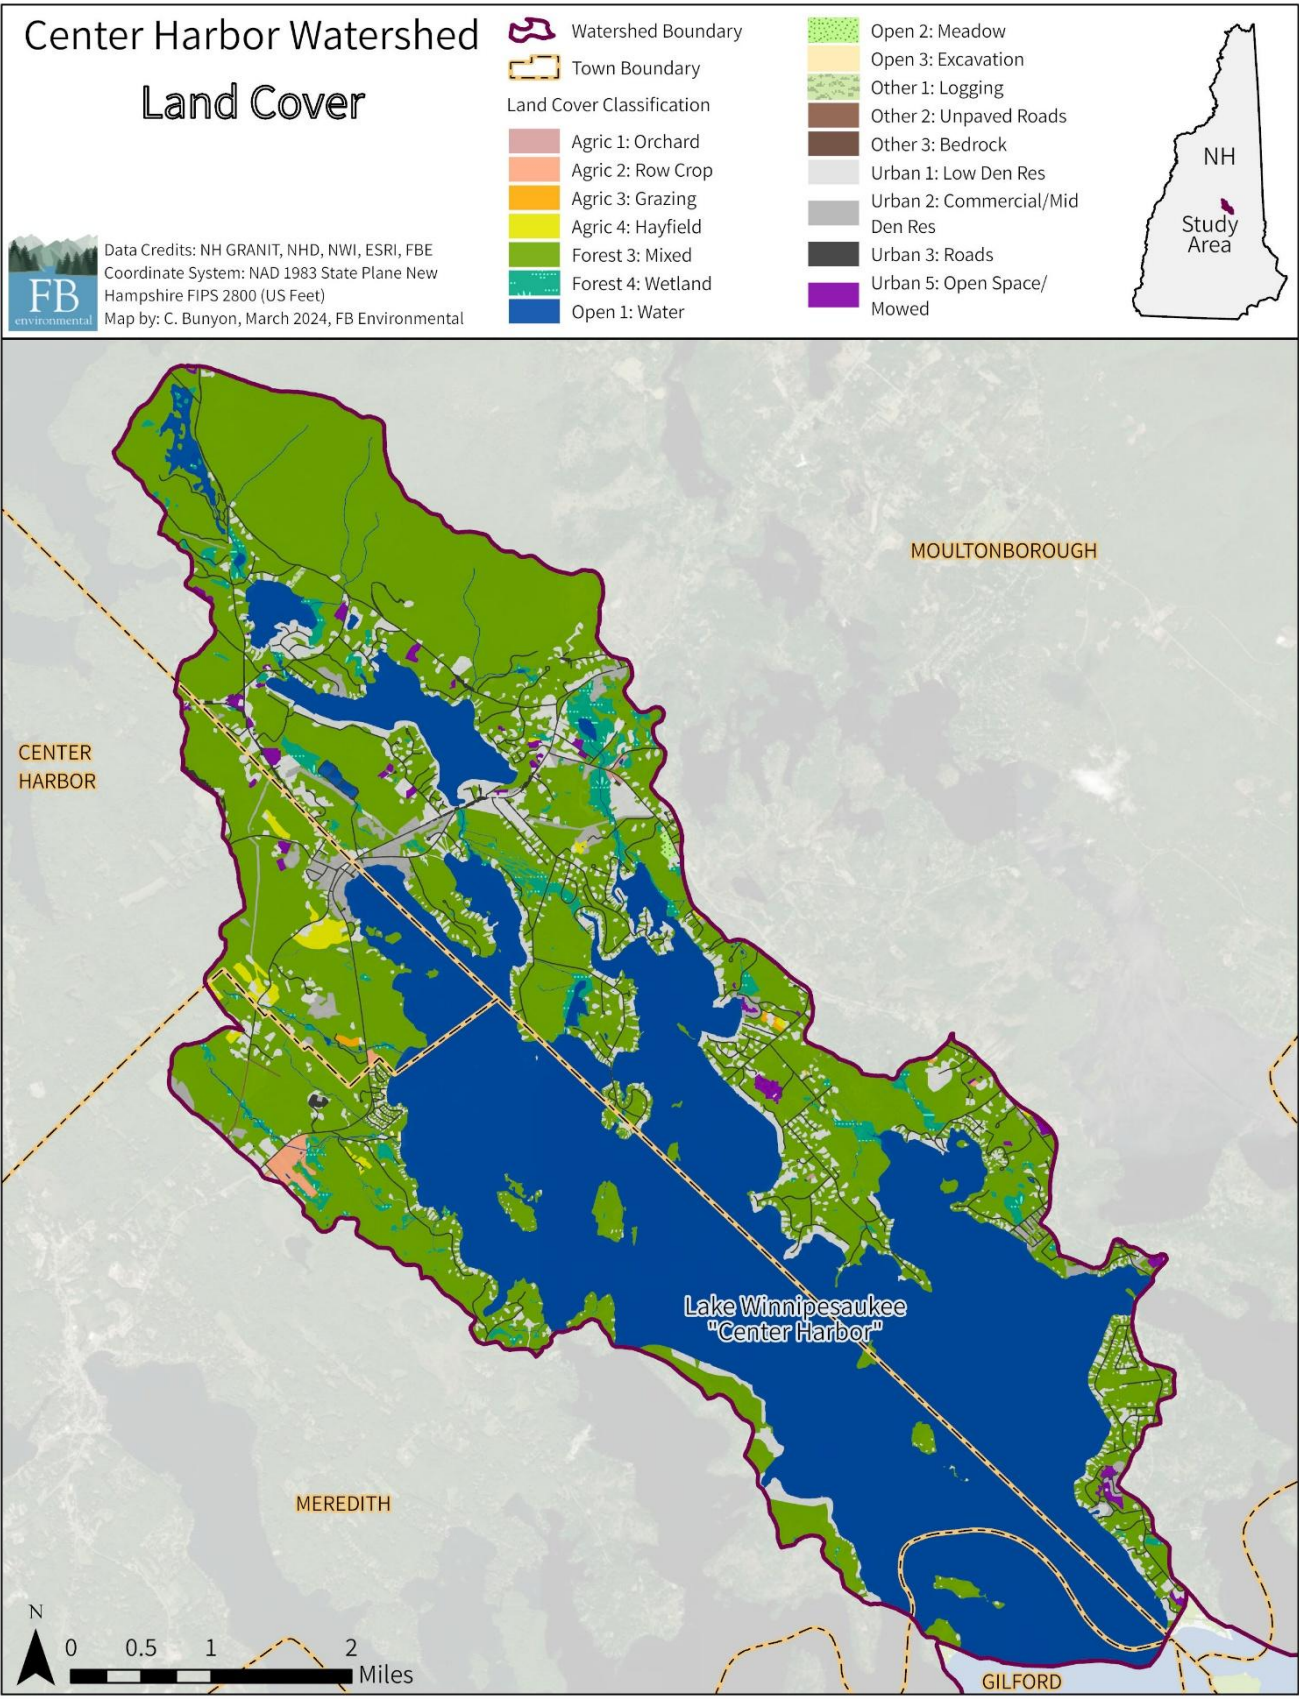 Center Harbor Watershed
Land Cover
FB
environmental
Data Credits: NH GRANIT, NHD, NWI, ESRI, FBE
Coordinate System: NAD 1983 State Plane New
Hampshire FIPS 2800 (US Feet)
Map by: C. Bunyon, March 2024, FB Environmental
Watershed Boundary
Town Boundary
Land Cover Classification
Agric 1: Orchard
Agric 2: Row Crop
Agric 3: Grazing
Agric 4: Hayfield
Forest 3: Mixed
Forest 4: Wetland
Open 1: Water
Open 2: Meadow
Open 3: Excavation
Other 1: Logging
Other 2: Unpaved Roads
Other 3: Bedrock
Urban 1: Low Den Res
Urban 2: Commercial/Mid
Den Res
Urban 3: Roads
Urban 5: Open Space/
Mowed
NH
Study
Area
MOULTONBOROUGH
CENTER
HARBOR
Lake Winnipesaukee
"Center Harbor"
MEREDITH
N
0 0.5 1 2
Miles
GILFORD